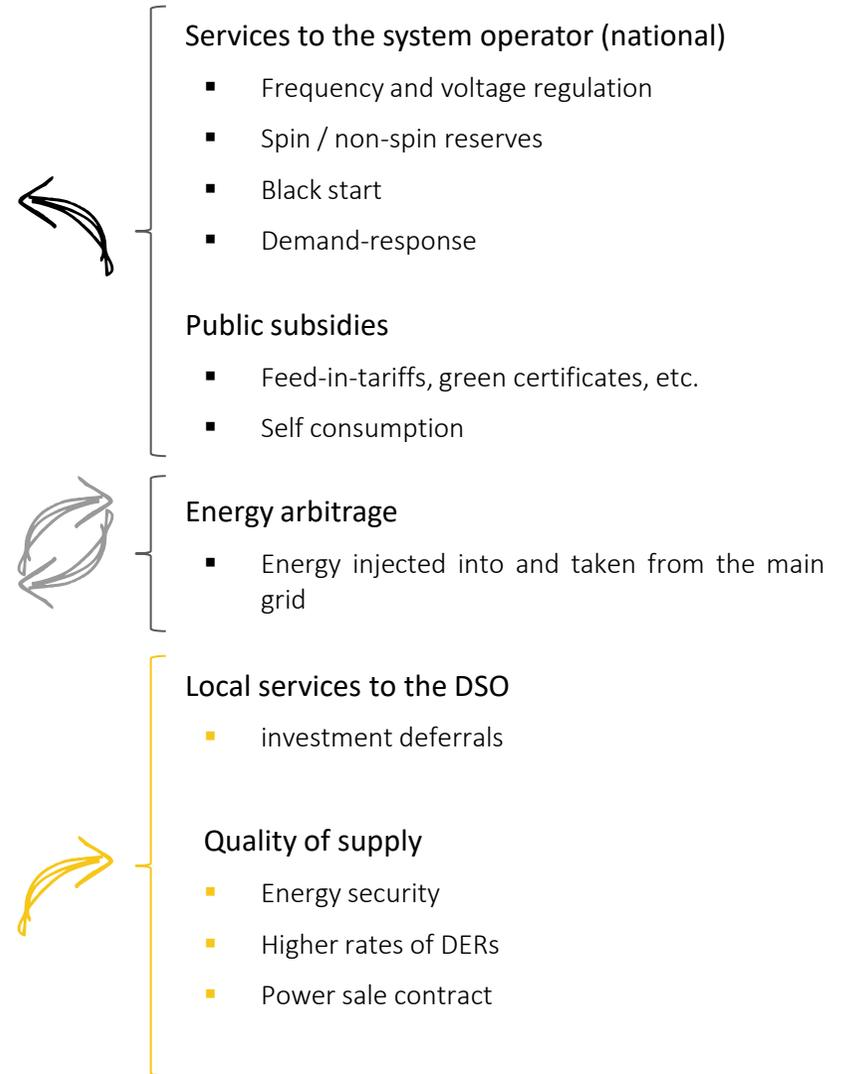 Services to the system operator (national)
▪ Frequency and voltage regulation
▪ Spin / non-spin reserves
▪ Black start
▪ Demand-response
Public subsidies
▪ Feed-in-tariffs, green certificates, etc.
▪ Self consumption
Energy arbitrage
▪ Energy injected into and taken from the main
grid
Local services to the DSO
▪ investment deferrals
Quality of supply
▪ Energy security
▪ Higher rates of DERs
▪ Power sale contract